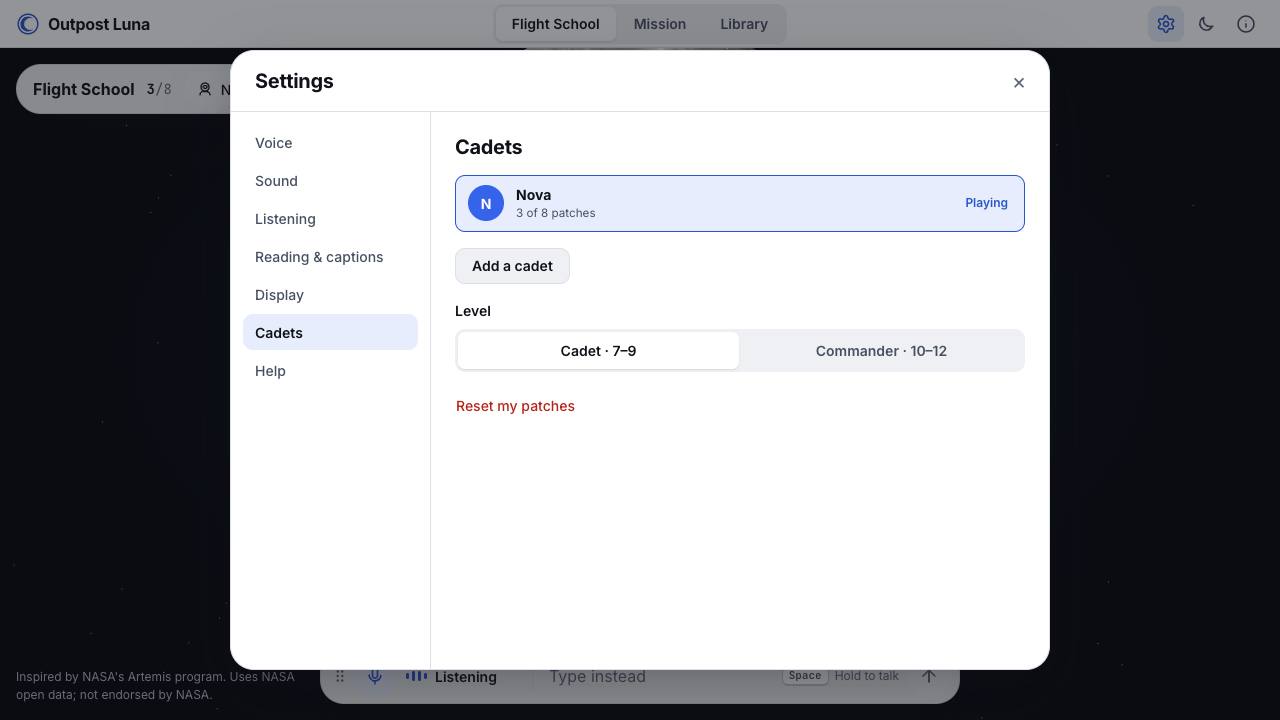 Outpost Luna
Flight School
Mission
Library
Flight School 3/8
N
Settings
Voice
Sound
Listening
Reading & captions
Display
Cadets
Help
Cadets
N
Nova
3 of 8 patches
Playing
Add a cadet
Level
Cadet · 7–9
Commander · 10–12
Reset my patches
Inspired by NASA's Artemis program. Uses NASA
open data; not endorsed by NASA.
Listening
Type instead
Space
Hold to talk